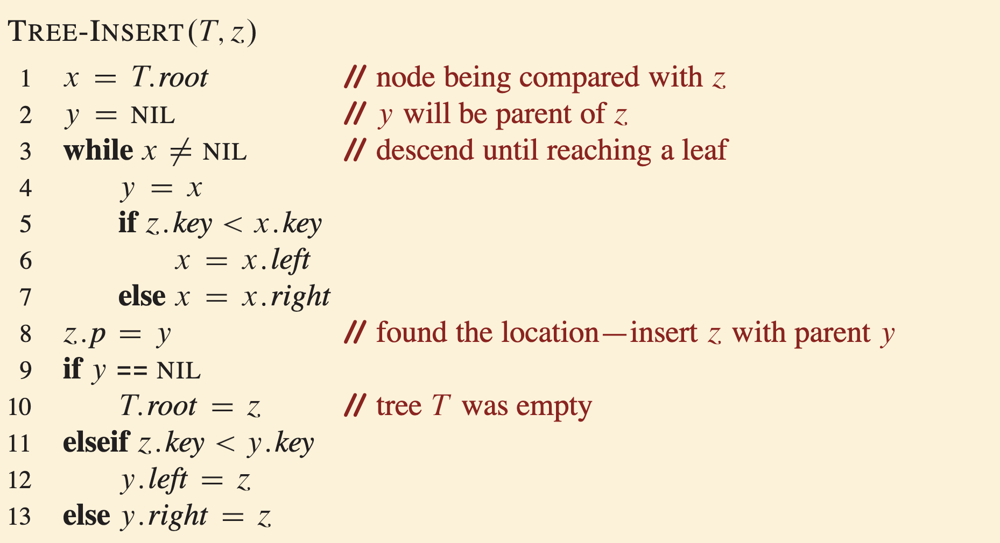 TREE-INSERT(T, z)
1 x = T.root // node being compared with z
2 y = NIL // y will be parent of z
3 while x ≠ NIL // descend until reaching a leaf
4 y = x
5 if z.key < x.key
6 x = x.left
7 else x = x.right
8 z.p = y // found the location—insert z with parent y
9 if y == NIL
10 T.root = z // tree T was empty
11 elseif z.key < y.key
12 y.left = z
13 else y.right = z